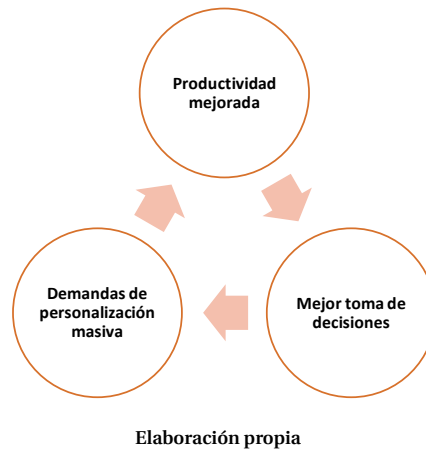 Productividad
mejorada
Demandas de
personalización
masiva
Mejor toma de
decisiones
Elaboración propia